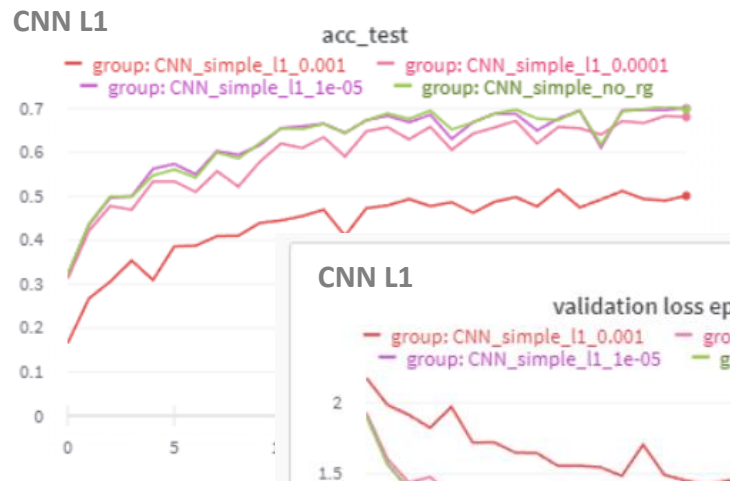 CNN L1
acc_test
group: CNN_simple_l1_0.001 group: CNN_simple_l1_0.0001
group: CNN_simple_l1_1e-05 group: CNN_simple_no_rg
0.7
0.6
0.5
0.4
0.3
0.2
0.1
0
0 5
CNN L1
validation loss ep
group: CNN_simple_l1_0.001 gro
group: CNN_simple_l1_1e-05 g
2
1.5